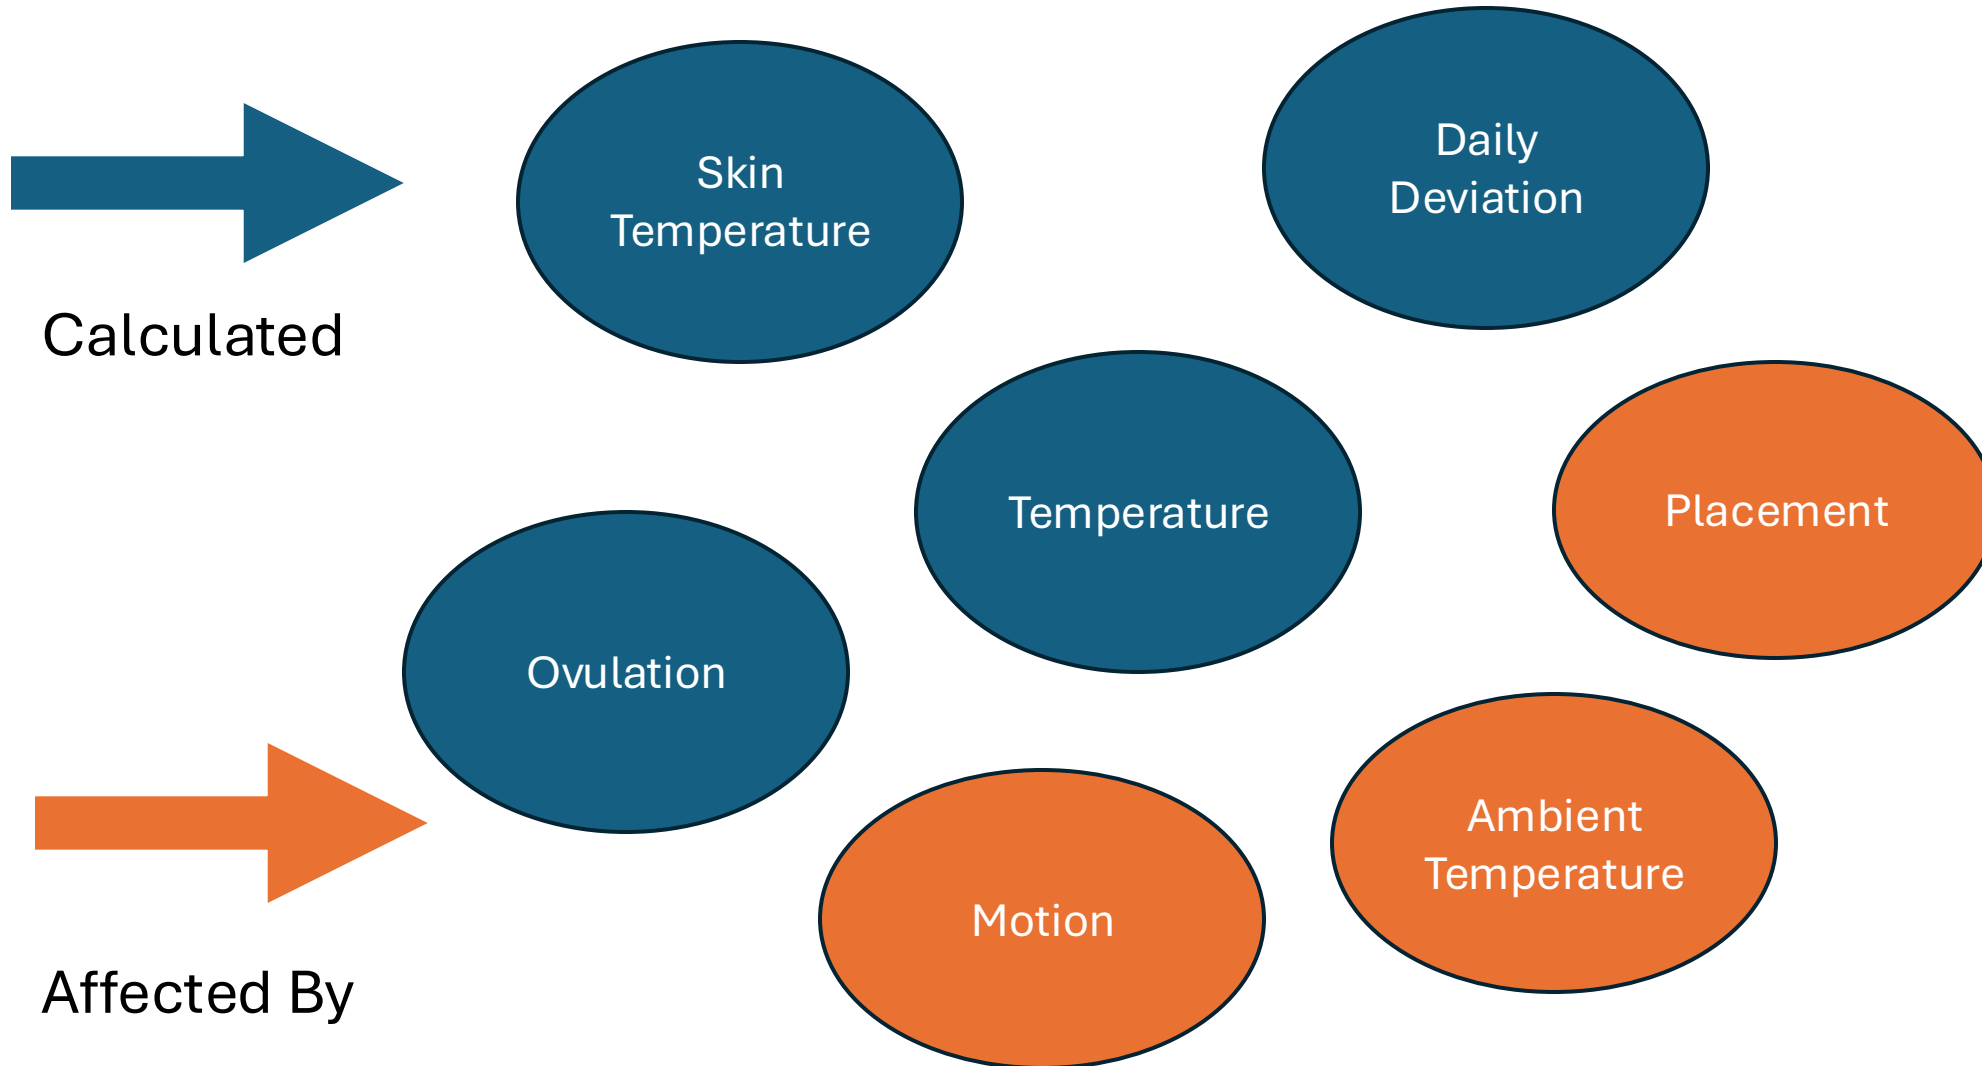 Skin
Temperature
Daily
Deviation
Calculated
Temperature
Placement
Ovulation
Ambient
Temperature
Motion
Affected By